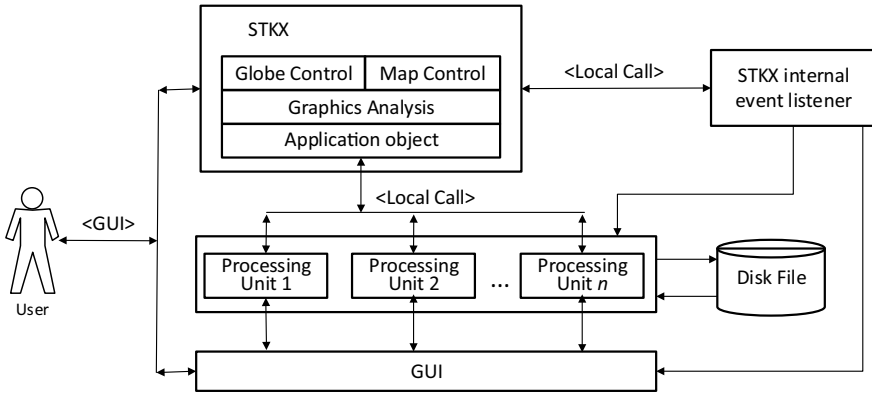 STKX
Globe Control
Map Control
Graphics Analysis
Application object
<Local Call>
STKX internal
event listener
<Local Call>
<GUI>
User
Processing
Unit 1
Processing
Unit 2
...
Processing
Unit n
Disk File
GUI